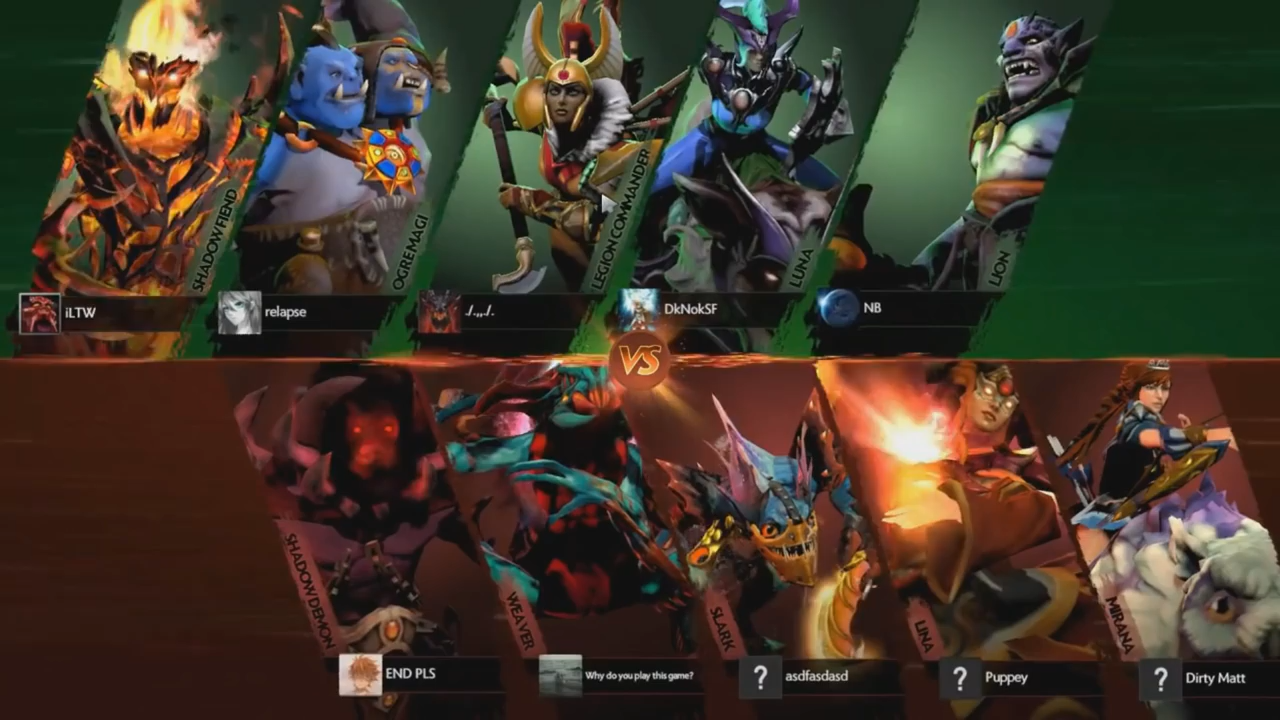 SHADOW FIEND
OGRE MAGI
LEGION COMMANDER
LUNA
LION
iLTW
relapse
./.,,./.
DkNokSF
NB
VS
SHADOW DEMON
WEAVER
SLARK
LINA
MIRANA
END PLS
Why do you play this game?
?
asdfasdasd
?
Puppey
?
Dirty Matt